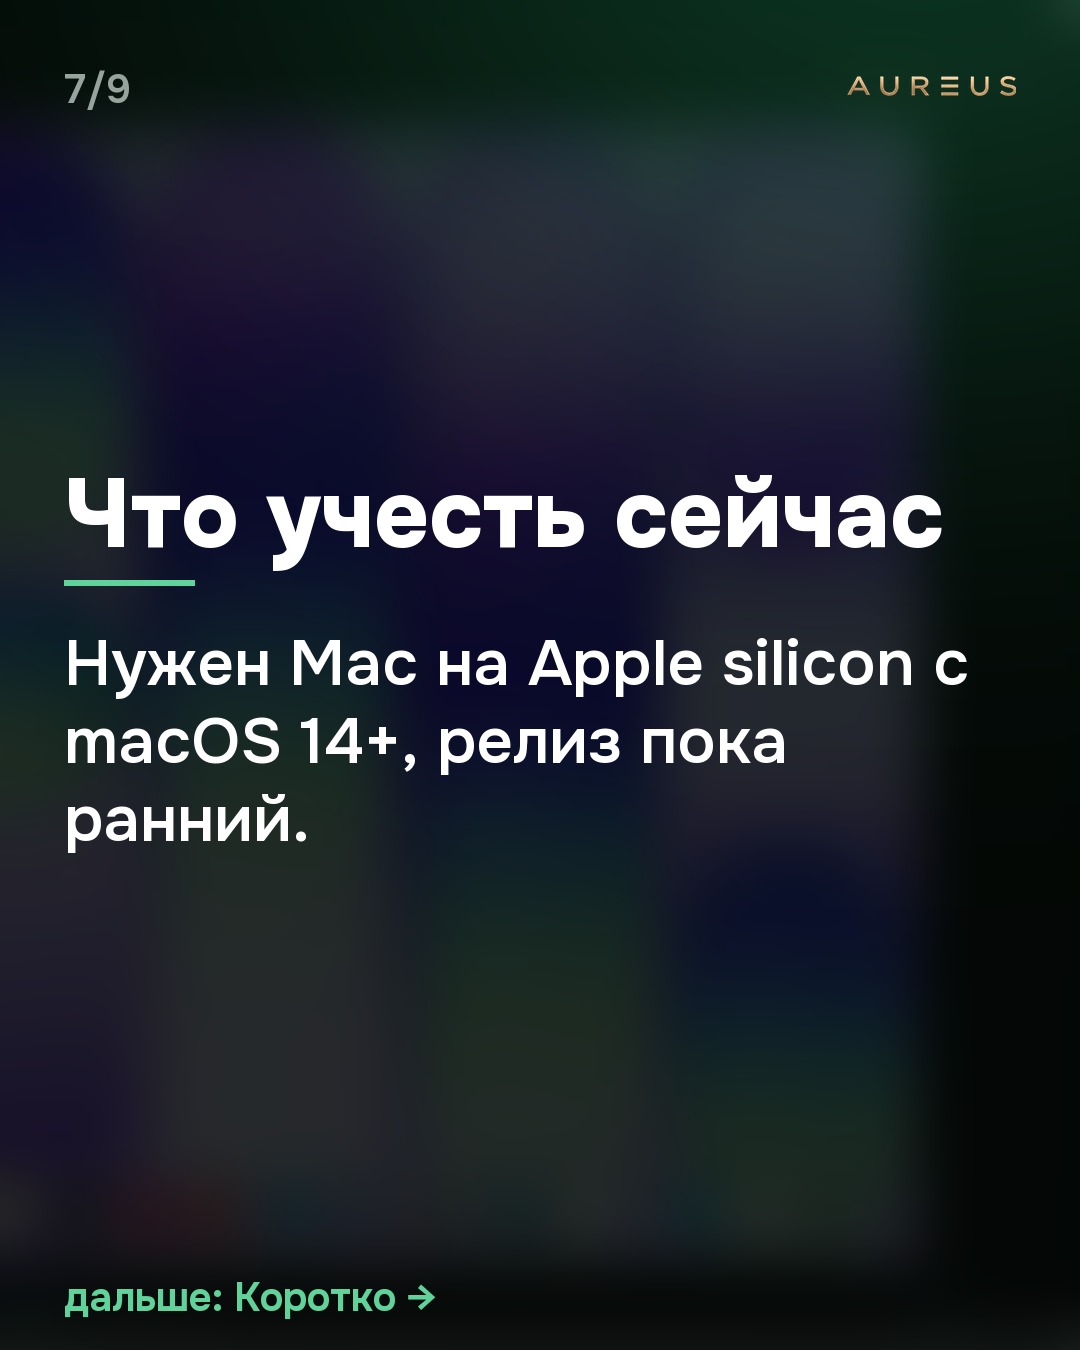 7/9
AUREUS
Что учесть сейчас
Нужен Mac на Apple silicon с
macOS 14+, релиз пока
ранний.
дальше: Коротко →